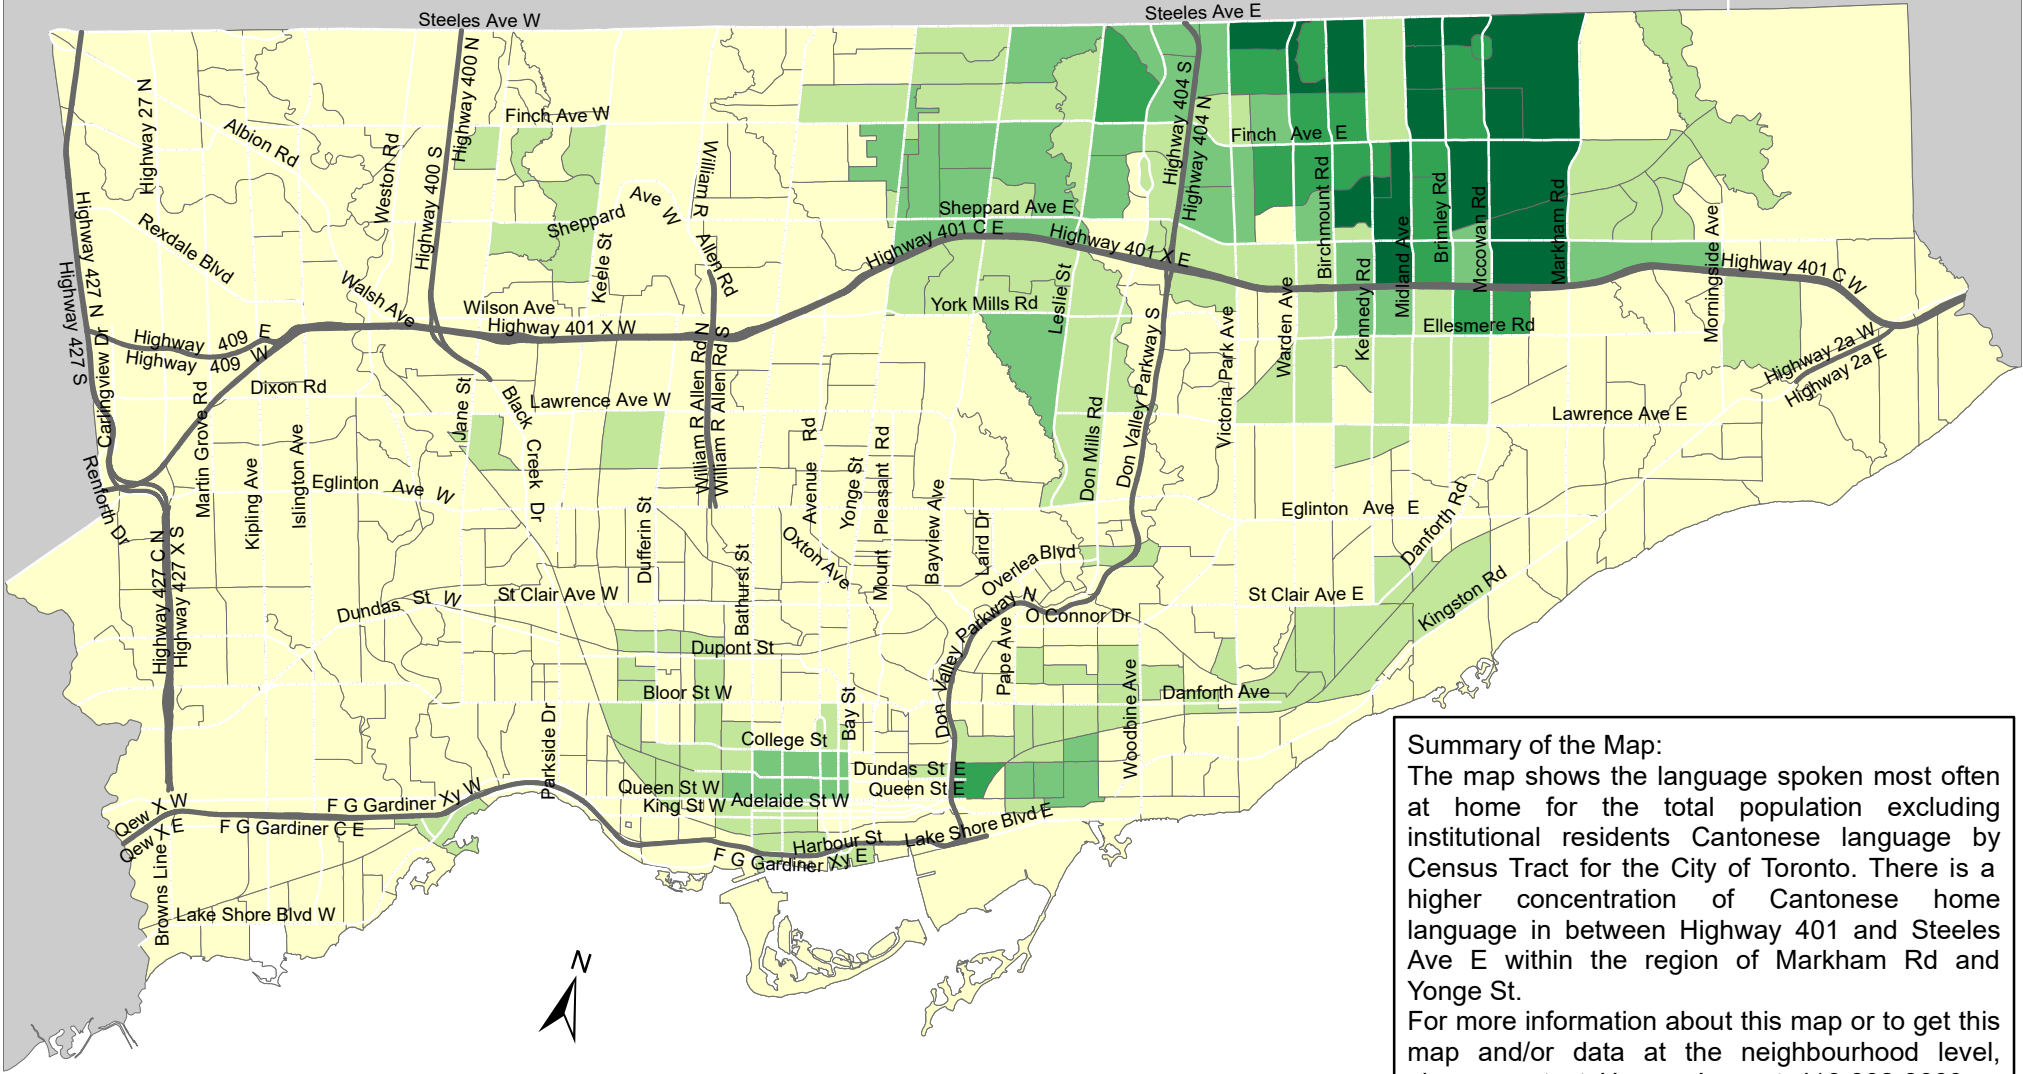 Steeles Ave W
Steeles Ave E
Highway 27 N
Albion Rd
Weston Rd
Highway 400 N
Highway 400 S
Finch Ave W
William R
Allen Rd
Highway 404 S
Highway 404 N
Finch Ave E
Birchmount Rd
Midland Ave
Brimley Rd
Mccowan Rd
Markham Rd
Morningside Ave
Rexdale Blvd
Sheppard Ave W
Keele St
Sheppard Ave E
Highway 401 C E
Highway 401 X E
Highway 401 C W
Highway 427 N
Highway 427 S
Walsh Ave
Wilson Ave
Highway 401 X W
York Mills Rd
Leslie St
Warden Ave
Kennedy Rd
Ellesmere Rd
Highway 409 E
Highway 409 W
Highway 2a W
Highway 2a E
Carlingview Dr
Dixon Rd
Martin Grove Rd
Jane St
Black Creek Dr
Lawrence Ave W
William R Allen Rd N
William R Allen Rd S
Avenue Rd
Yonge St
Mount Pleasant Rd
Bayview Ave
Laird Dr
Don Mills Rd
Don Valley Parkway S
Victoria Park Ave
Lawrence Ave E
Renforth Dr
Kipling Ave
Islington Ave
Eglinton Ave W
Dufferin St
Bathurst St
Oxton Ave
Overlea Blvd
Eglinton Ave E
Danforth Rd
Highway 427 C N
Highway 427 X S
Dundas St W
St Clair Ave W
Don Valley Parkway N
O Connor Dr
St Clair Ave E
Kingston Rd
Dupont St
Pape Ave
Woodbine Ave
Bloor St W
Danforth Ave
Parkside Dr
Bay St
College St
Dundas St E
Queen St W
Queen St E
King St W
Adelaide St W
Qew X W
Qew X E
F G Gardiner Xy W
F G Gardiner C E
Harbour St
Lake Shore Blvd E
F G Gardiner Xy E
Browns Line
Lake Shore Blvd W
N
Summary of the Map:
The map shows the language spoken most often
at home for the total population excluding
institutional residents Cantonese language by
Census Tract for the City of Toronto. There is a
higher concentration of Cantonese home
language in between Highway 401 and Steeles
Ave E within the region of Markham Rd and
Yonge St.
For more information about this map or to get this
map and/or data at the neighbourhood level,